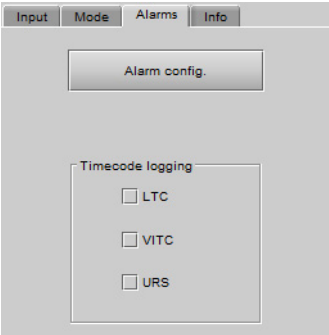 Input Mode Alarms Info
Alarm config.
Timecode logging
LTC
VITC
URS